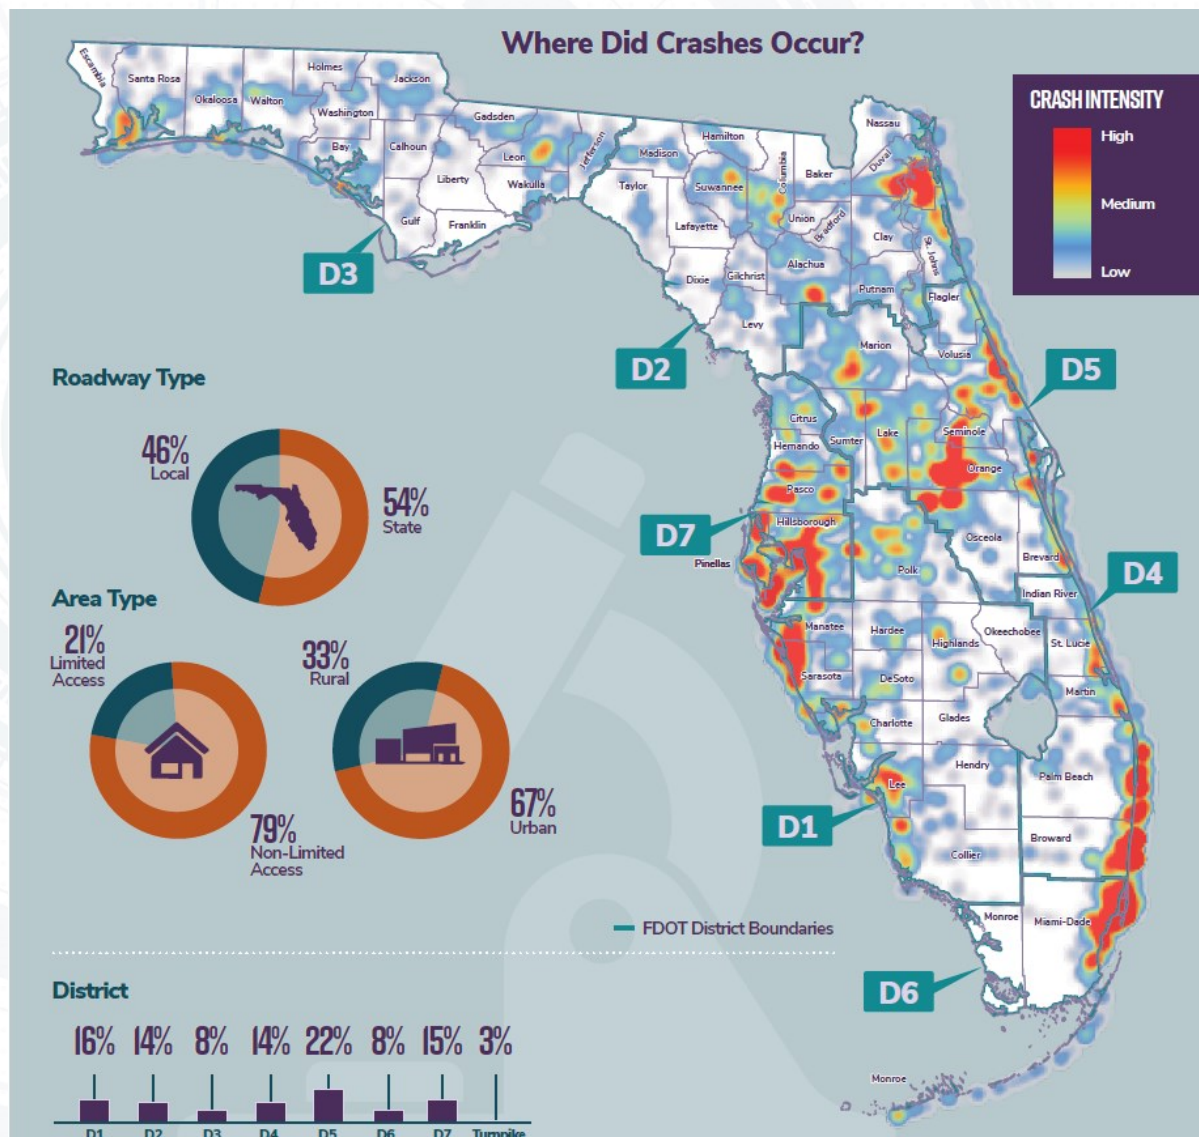 Where Did Crashes Occur?
CRASH INTENSITY
High
Medium
Low
Escambia
Santa Rosa
Okaloosa
Walton
Holmes
Washington
Jackson
Bay
Calhoun
Gadsden
Liberty
Gulf
Franklin
Leon
Wakulla
Jefferson
Madison
Taylor
Hamilton
Suwannee
Lafayette
Columbia
Baker
Nassau
Duval
Union
Bradford
Clay
St. Johns
Dixie
Gilchrist
Alachua
Putnam
Flagler
Levy
Marion
Volusia
Citrus
Hernando
Sumter
Lake
Seminole
Orange
Pasco
Hillsborough
Pinellas
Polk
Osceola
Brevard
Indian River
Manatee
Hardee
Highlands
Okeechobee
St. Lucie
Sarasota
DeSoto
Martin
Charlotte
Glades
Lee
Hendry
Palm Beach
Collier
Broward
Monroe
Miami-Dade
Monroe
D3
D2
D5
D7
D4
D1
D6
FDOT District Boundaries
Roadway Type
46%
Local
54%
State
Area Type
21%
Limited
Access
79%
Non-Limited
Access
33%
Rural
67%
Urban
District
16% 14% 8% 14% 22% 8% 15% 3%
D1 D2 D3 D4 D5 D6 D7 Turnpike